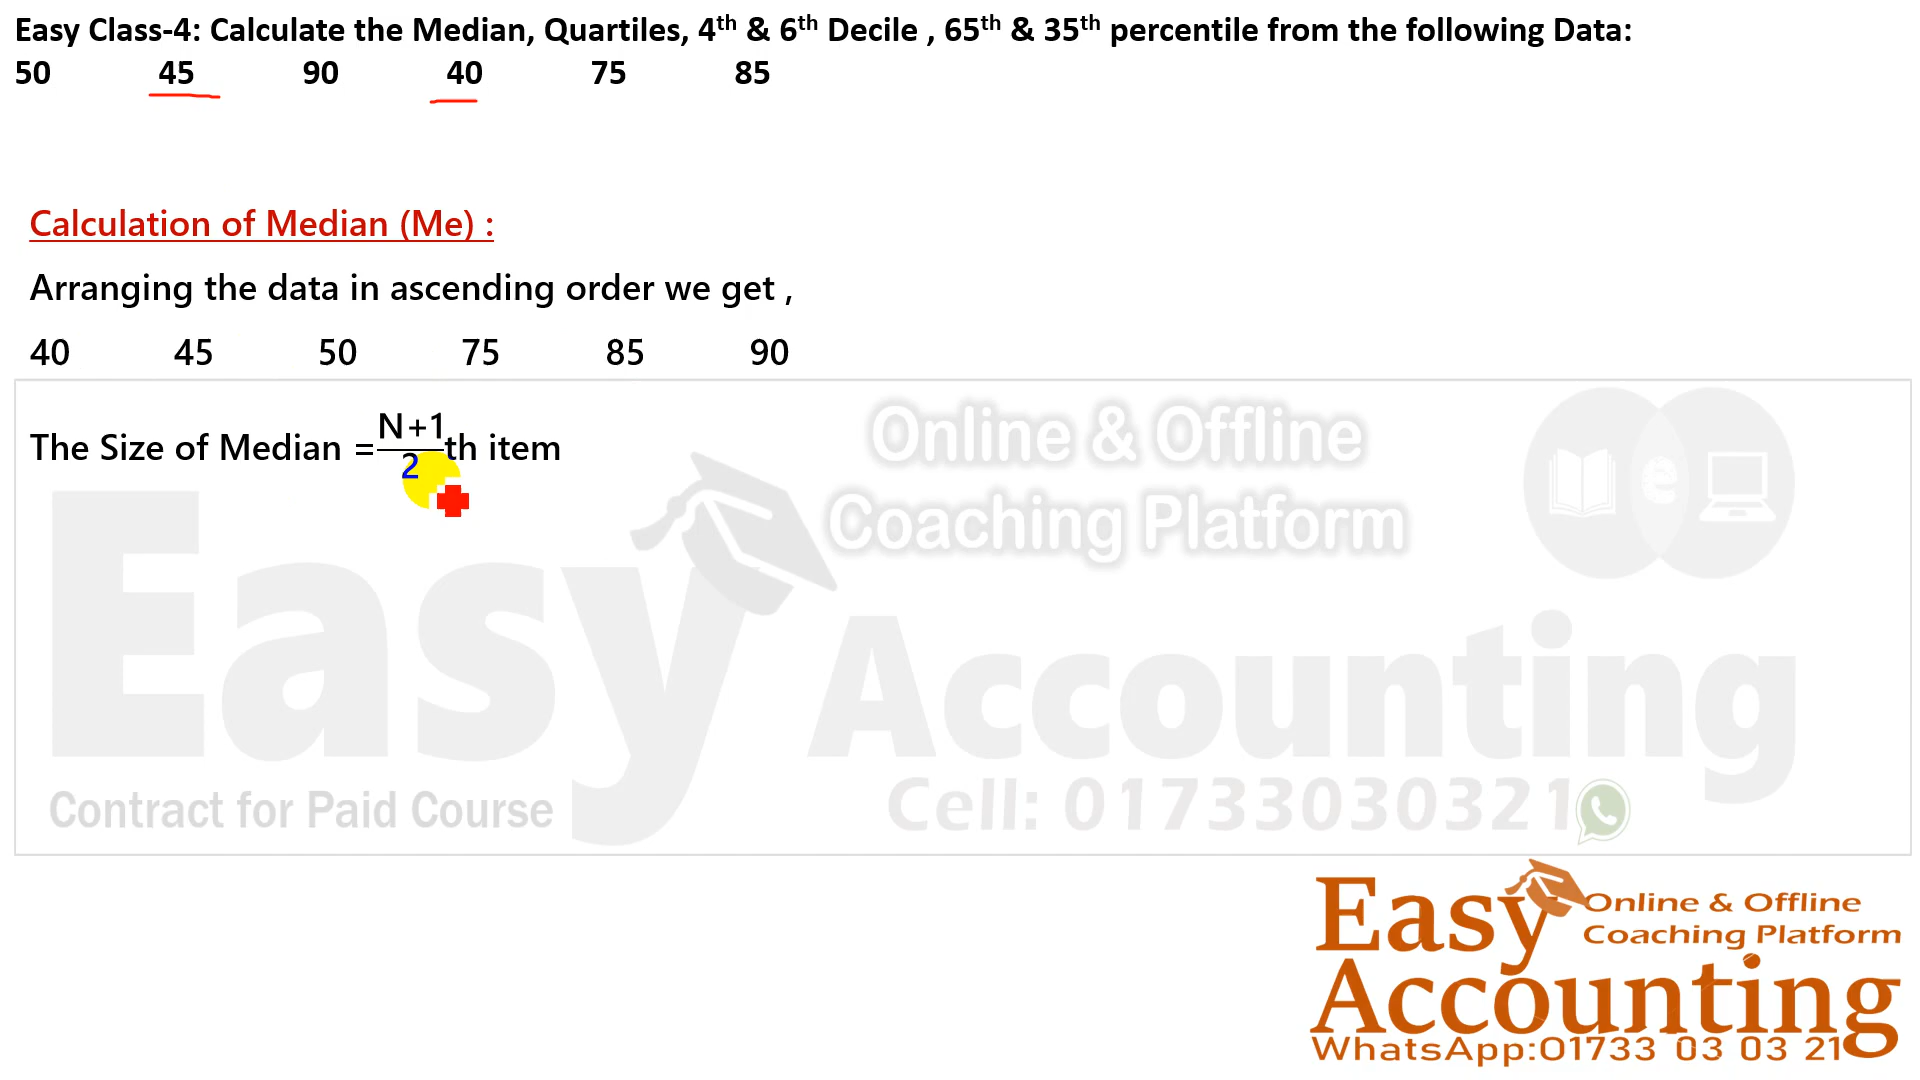 Easy Class-4: Calculate the Median, Quartiles, 4th & 6th Decile , 65th & 35th percentile from the following Data:
50 45 90 40 75 85
Calculation of Median (Me) :
Arranging the data in ascending order we get ,
40 45 50 75 85 90
The Size of Median = N+1/2 th item
Online & Offline
Coaching Platform
e
Easy
Accounting
Contract for Paid Course
Cell: 01733030321
Easy
Online & Offline
Coaching Platform
Accounting
WhatsApp:01733 03 03 21